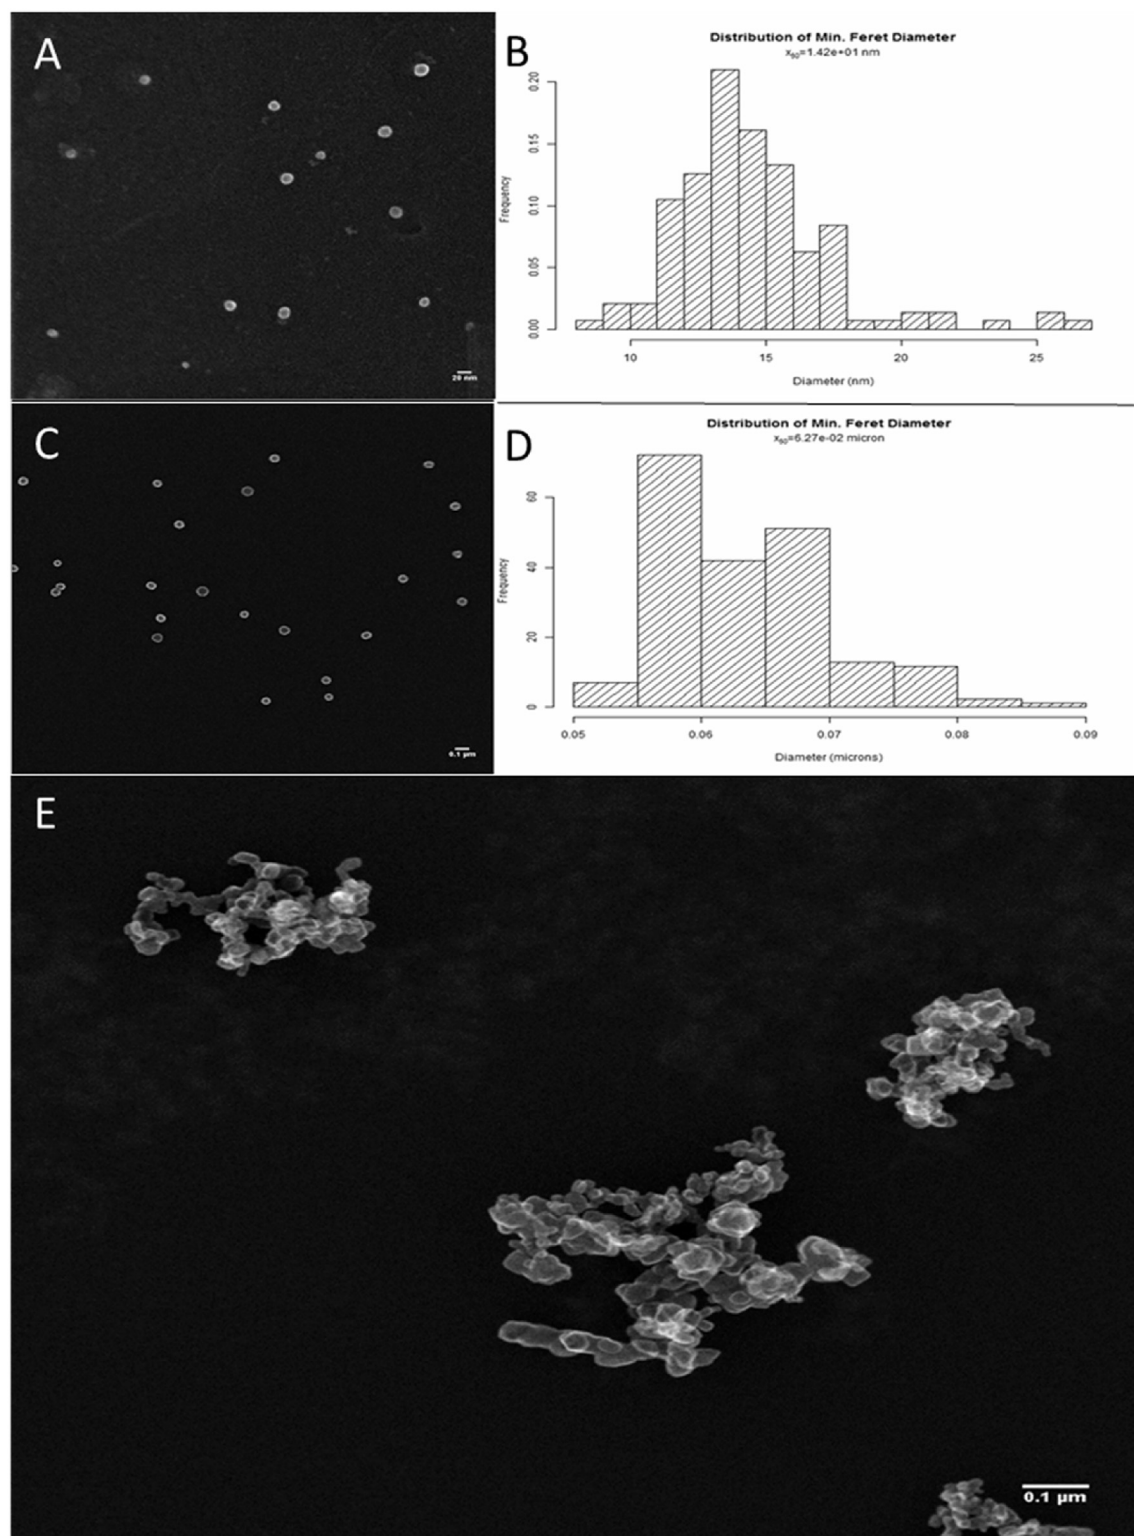 A
20 nm
B
Distribution of Min. Feret Diameter
x50=1.42e+01 nm
Frequency
0.00
0.05
0.10
0.15
0.20
10
15
20
25
Diameter (nm)
C
0.1 µm
D
Distribution of Min. Feret Diameter
x50=6.27e-02 micron
Frequency
0
20
40
60
0.05
0.06
0.07
0.08
0.09
Diameter (microns)
E
0.1 µm